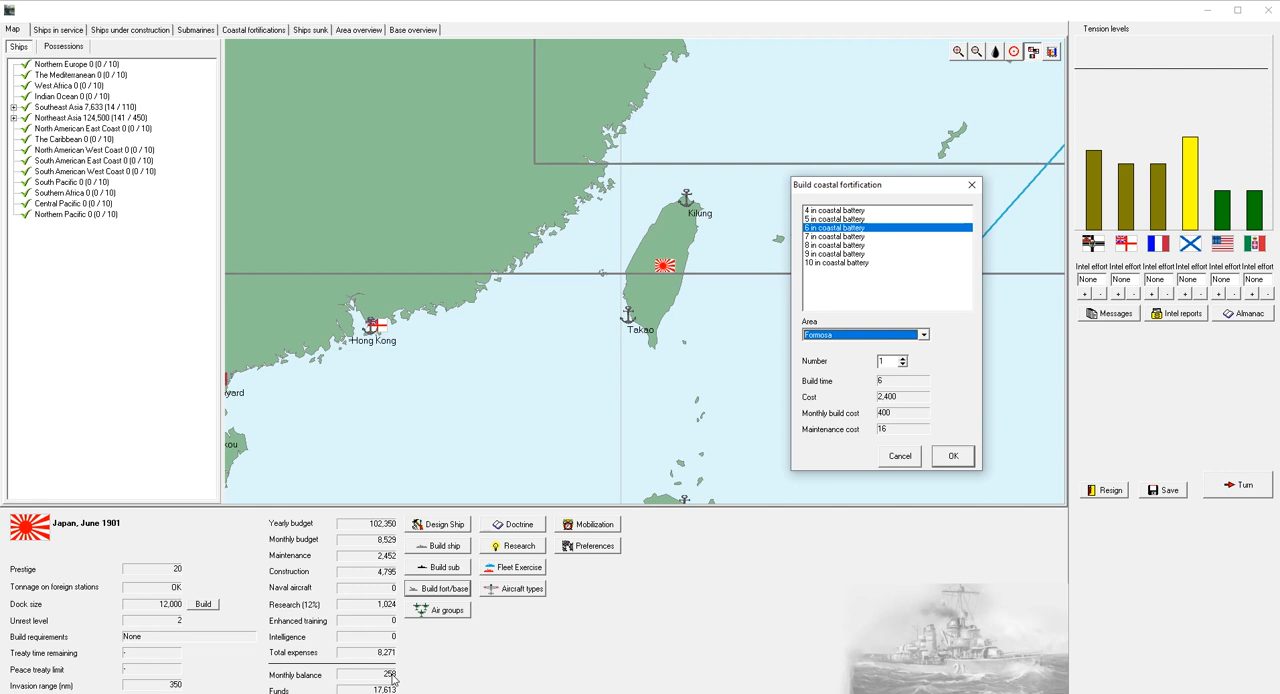 Map
Ships in service
Ships under construction
Submarines
Coastal fortifications
Ships sunk
Area overview
Base overview
Ships
Possessions
Northern Europe 0 (0 / 10)
The Mediterranean 0 (0 / 10)
West Africa 0 (0 / 10)
Indian Ocean 0 (0 / 10)
Southeast Asia 7,633 (14 / 110)
Northeast Asia 124,500 (141 / 450)
North American East Coast 0 (0 / 10)
The Caribbean 0 (0 / 10)
North American West Coast 0 (0 / 10)
South American East Coast 0 (0 / 10)
South American West Coast 0 (0 / 10)
South Pacific 0 (0 / 10)
Southern Africa 0 (0 / 10)
Central Pacific 0 (0 / 10)
Northern Pacific 0 (0 / 10)
Kilung
Takao
Hong Kong
yard
kou
Build coastal fortification
4 in coastal battery
5 in coastal battery
6 in coastal battery
7 in coastal battery
8 in coastal battery
9 in coastal battery
10 in coastal battery
Area
Formosa
Number 1
Build time 6
Cost 2,400
Monthly build cost 400
Maintenance cost 16
Cancel
OK
Tension levels
Intel effort Intel effort Intel effort Intel effort Intel effort Intel effort
None None None None None None
+ - + - + - + - + - + -
Messages
Intel reports
Almanac
Resign
Save
Turn
Japan, June 1901
Prestige 20
Tonnage on foreign stations OK
Dock size 12,000 Build
Unrest level 2
Build requirements None
Treaty time remaining -
Peace treaty limit -
Invasion range (nm) 350
Yearly budget 102,350
Monthly budget 8,529
Maintenance 2,452
Construction 4,795
Naval aircraft 0
Research (12%) 1,024
Enhanced training 0
Intelligence 0
Total expenses 8,271
Monthly balance 258
Funds 17,613
Design Ship
Doctrine
Mobilization
Build ship
Research
Preferences
Build sub
Fleet Exercise
Build fort/base
Aircraft types
Air groups